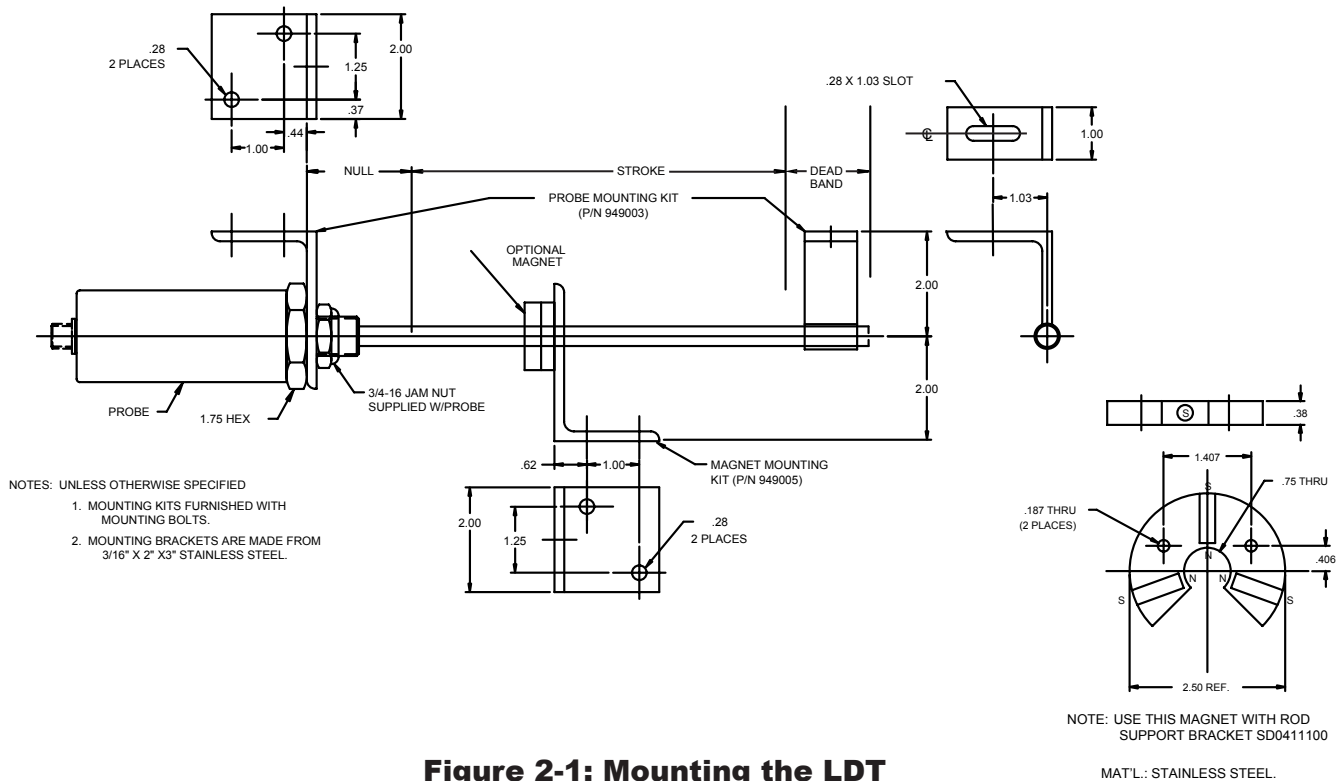 .28
2 PLACES
2.00
1.25
.37
.44
1.00
.28 X 1.03 SLOT
C L
1.00
1.03
NULL
STROKE
DEAD
BAND
PROBE MOUNTING KIT
(P/N 949003)
OPTIONAL
MAGNET
2.00
2.00
PROBE
1.75 HEX
3/4-16 JAM NUT
SUPPLIED W/PROBE
.62
1.00
MAGNET MOUNTING
KIT (P/N 949005)
2.00
1.25
.28
2 PLACES
NOTES: UNLESS OTHERWISE SPECIFIED
1. MOUNTING KITS FURNISHED WITH
MOUNTING BOLTS.
2. MOUNTING BRACKETS ARE MADE FROM
3/16" X 2" X3" STAINLESS STEEL.
S
.38
1.407
.75 THRU
.187 THRU
(2 PLACES)
S
N
N N
S S
.406
2.50 REF.
NOTE: USE THIS MAGNET WITH ROD
SUPPORT BRACKET SD0411100
MAT'L.: STAINLESS STEEL.
Figure 2-1: Mounting the LDT